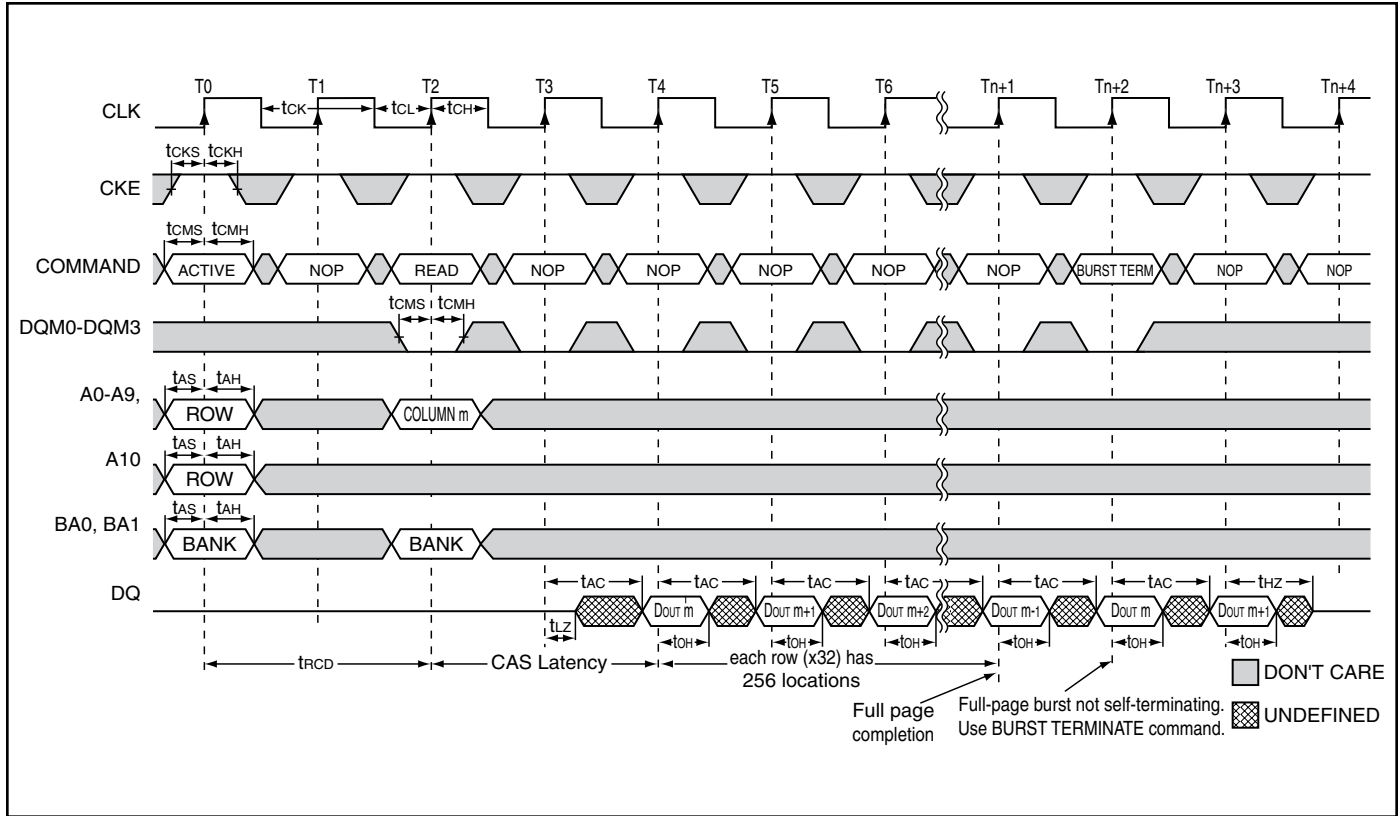 T0 T1 T2 T3 T4 T5 T6 Tn+1 Tn+2 Tn+3 Tn+4
CLK tCK tCL tCH
tCKS tCKH
CKE
tCMS tCMH
COMMAND ACTIVE NOP READ NOP NOP NOP NOP NOP BURST TERM NOP NOP
tCMS tCMH
DQM0-DQM3
tAS tAH
A0-A9, ROW COLUMN m
tAS tAH
A10 ROW
tAS tAH
BA0, BA1 BANK BANK
tAC tAC tAC tAC tAC tAC tHZ
DQ DOUT m DOUT m+1 DOUT m+2 DOUT m-1 DOUT m DOUT m+1
tLZ tOH tOH tOH tOH tOH tOH
tRCD CAS Latency each row (x32) has
256 locations
DON'T CARE
UNDEFINED
Full page
completion
Full-page burst not self-terminating.
Use BURST TERMINATE command.